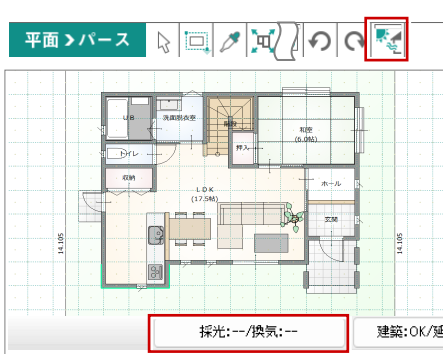 平面 > パース
UB
洗面脱衣室
階段
和室
(6.0帖)
トイレ
押入
収納
LDK
(17.5帖)
ホール
玄関
14.105
14.105
採光:--/換気:--
建築:OK/延